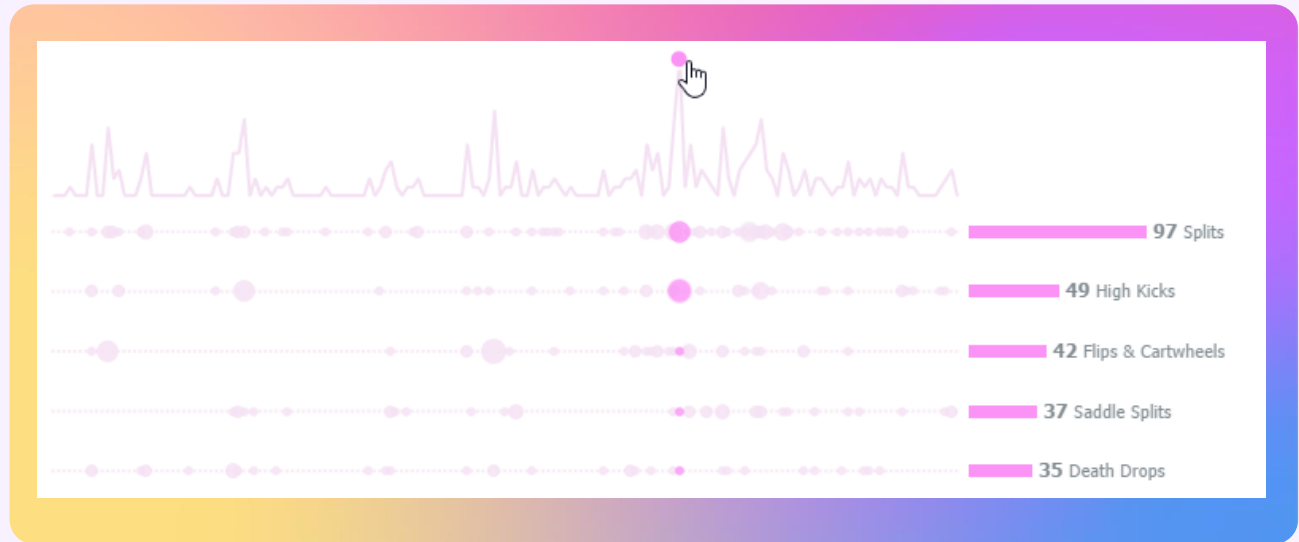 97 Splits
49 High Kicks
42 Flips & Cartwheels
37 Saddle Splits
35 Death Drops